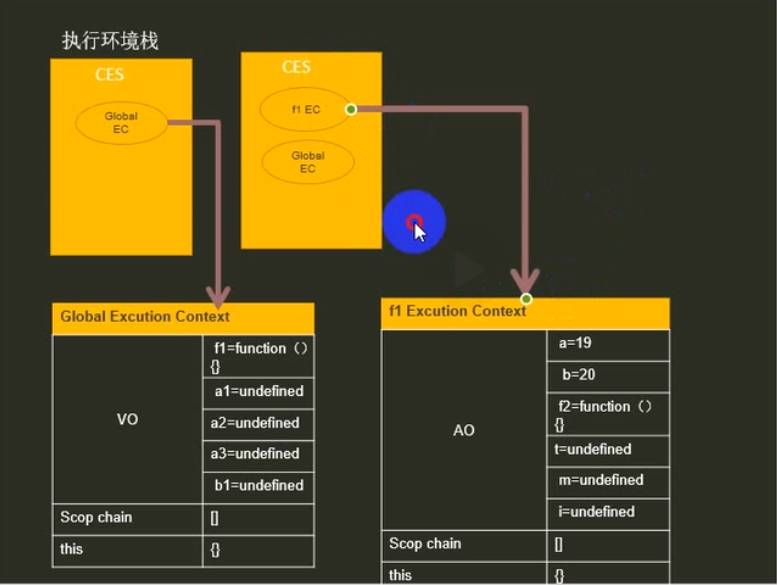 执行环境栈
CES
Global
EC
CES
f1 EC
Global
EC
Global Excution Context
VO
f1=function（）
{}
a1=undefined
a2=undefined
a3=undefined
b1=undefined
Scop chain
[]
this
{}
f1 Excution Context
AO
a=19
b=20
f2=function（）
{}
t=undefined
m=undefined
i=undefined
Scop chain
[]
this
{}